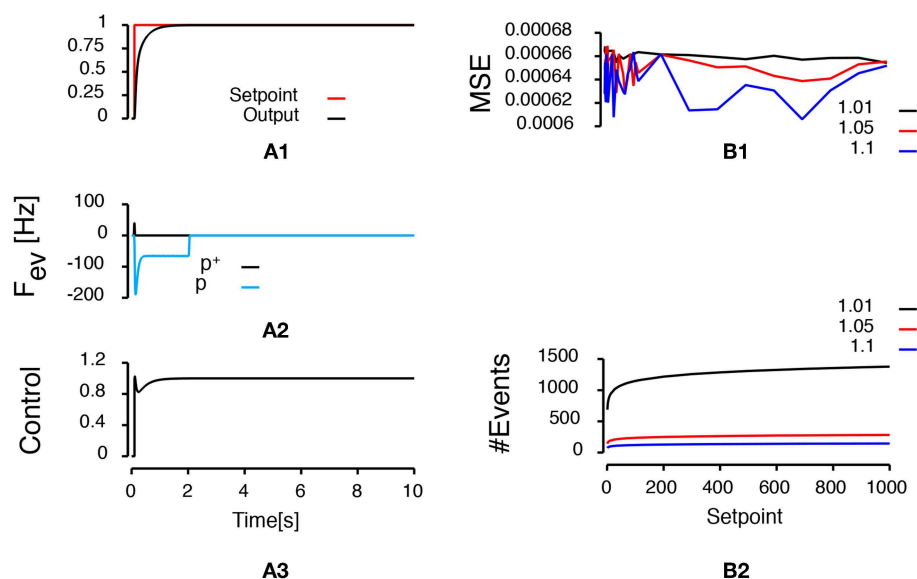 1
0.75
0.5
0.25
0
Setpoint
Output
A1
F_ev [Hz]
100
0
-100
-200
p⁺
p
A2
Control
1.2
0.8
0.4
0
0 2 4 6 8 10
Time[s]
A3
MSE
0.00068
0.00066
0.00064
0.00062
0.0006
1.01
1.05
1.1
B1
1.01
1.05
1.1
#Events
1500
1000
500
0
0 200 400 600 800 1000
Setpoint
B2